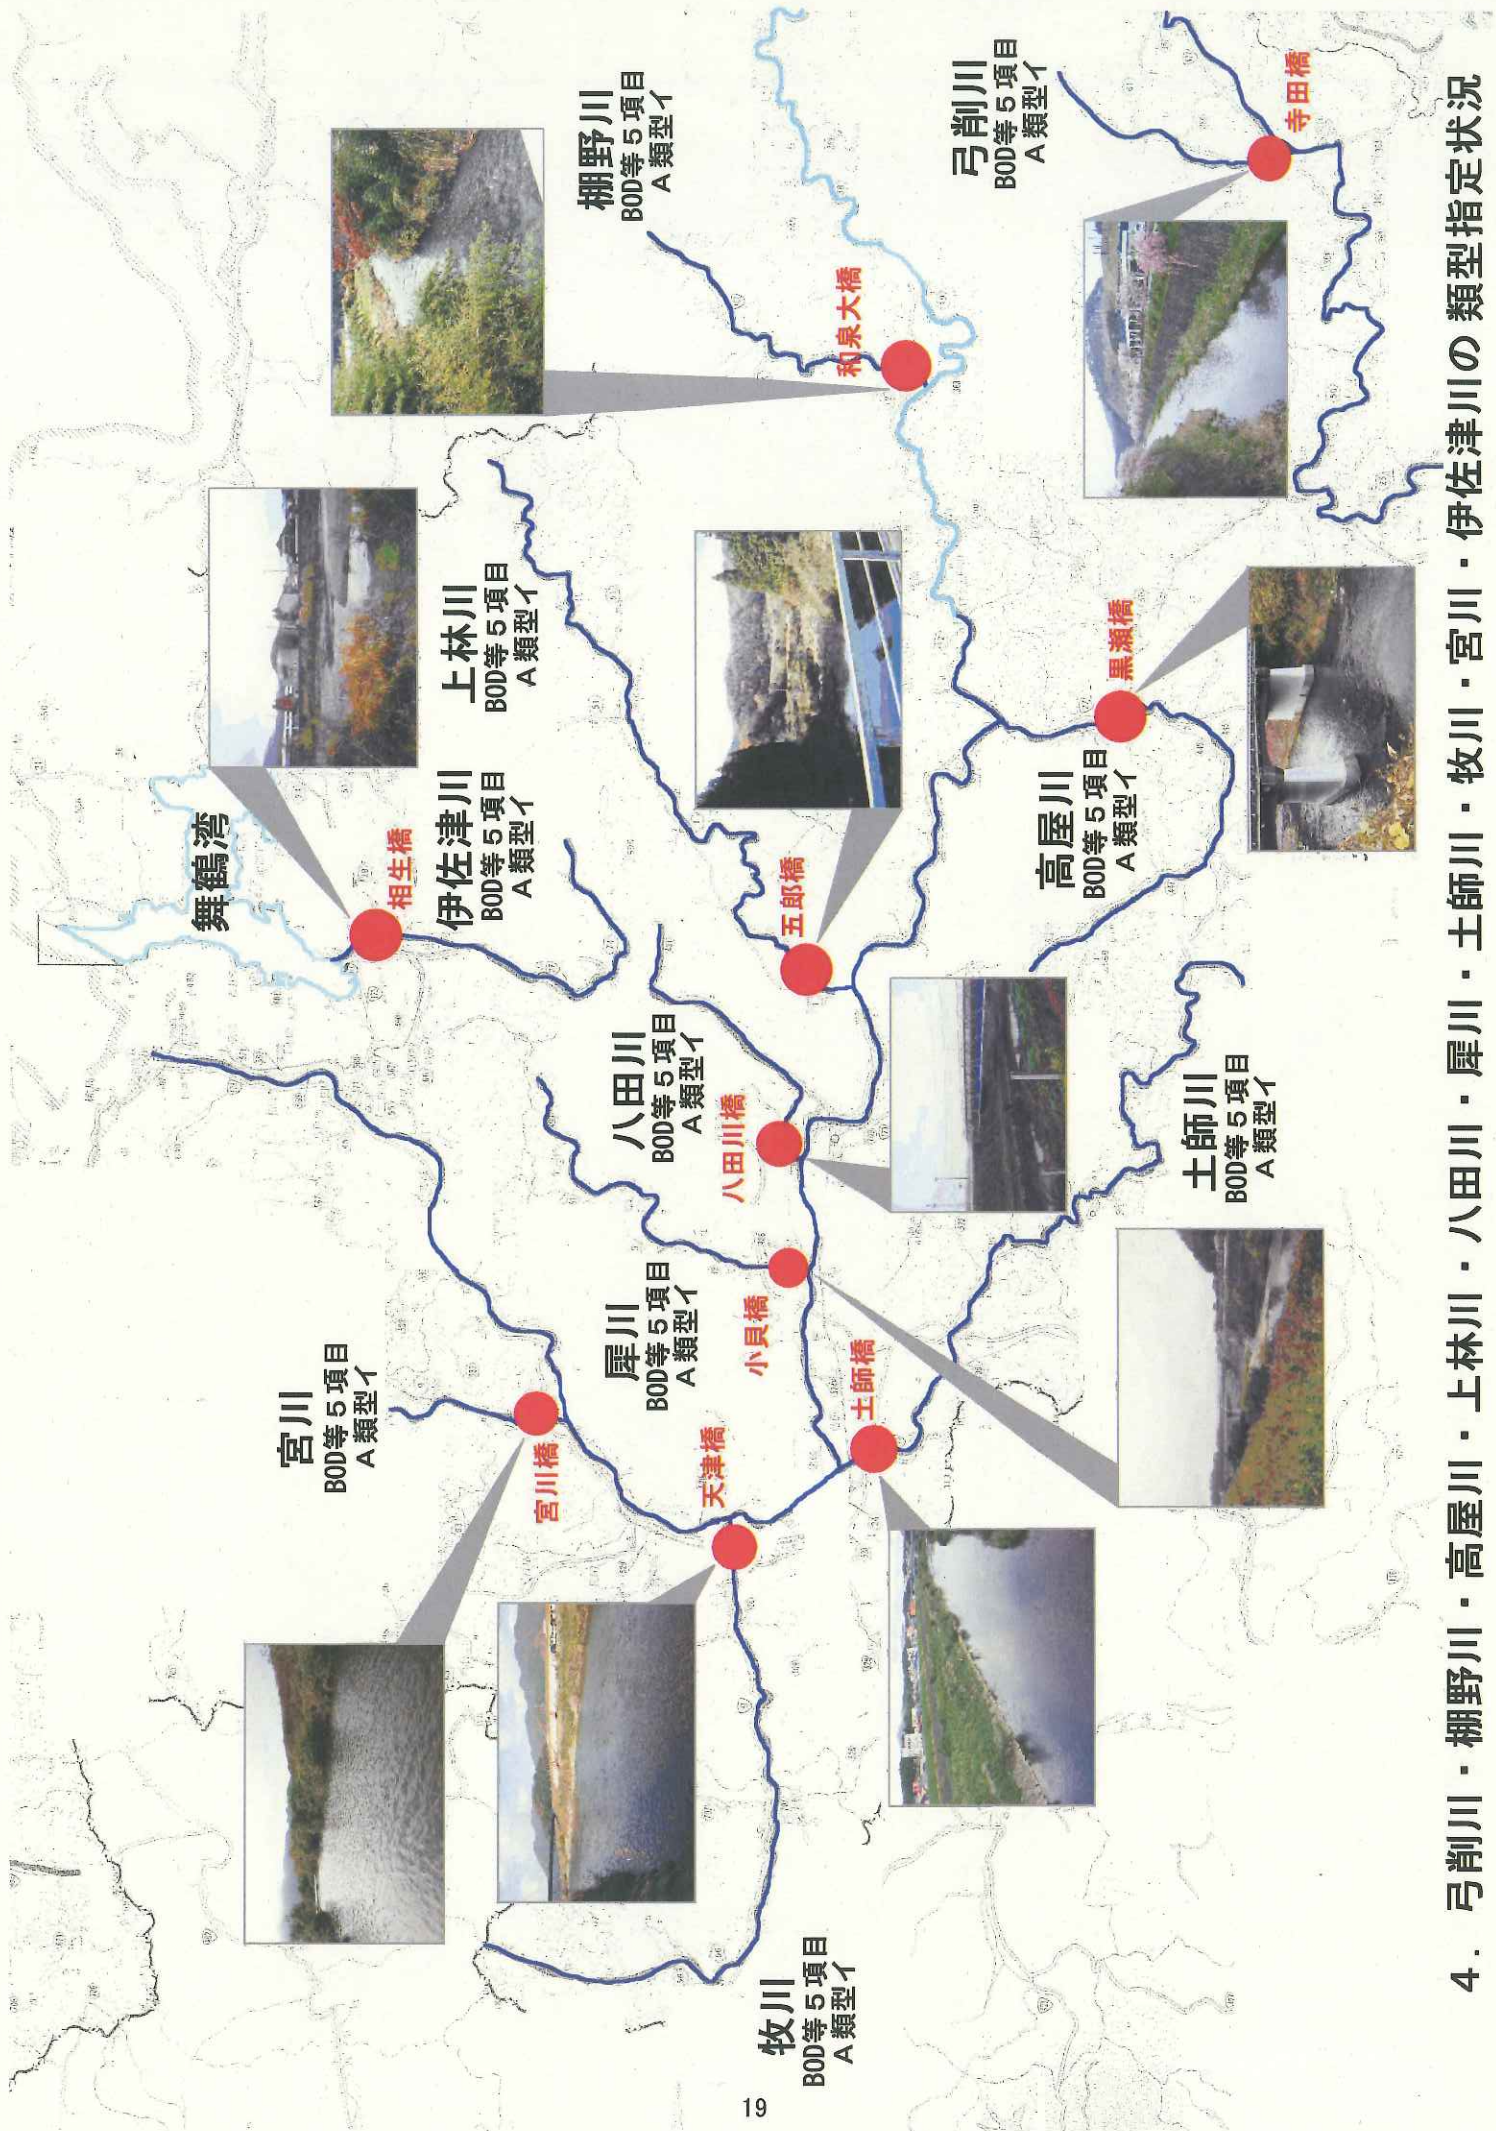 4. 弓削川・棚野川・高屋川・上林川・八田川・犀川・土師川・牧川・宮川・伊佐津川の類型指定状況
舞鶴湾
相生橋
伊佐津川
BOD等5項目
A類型イ
宮川
BOD等5項目
A類型イ
宮川橋
上林川
BOD等5項目
A類型イ
棚野川
BOD等5項目
A類型イ
八田川
BOD等5項目
A類型イ
犀川
BOD等5項目
A類型イ
天津橋
小貝橋
八田川橋
五郎橋
和泉大橋
牧川
BOD等5項目
A類型イ
土師橋
弓削川
BOD等5項目
A類型イ
高屋川
BOD等5項目
A類型イ
黒瀬橋
土師川
BOD等5項目
A類型イ
寺田橋
19